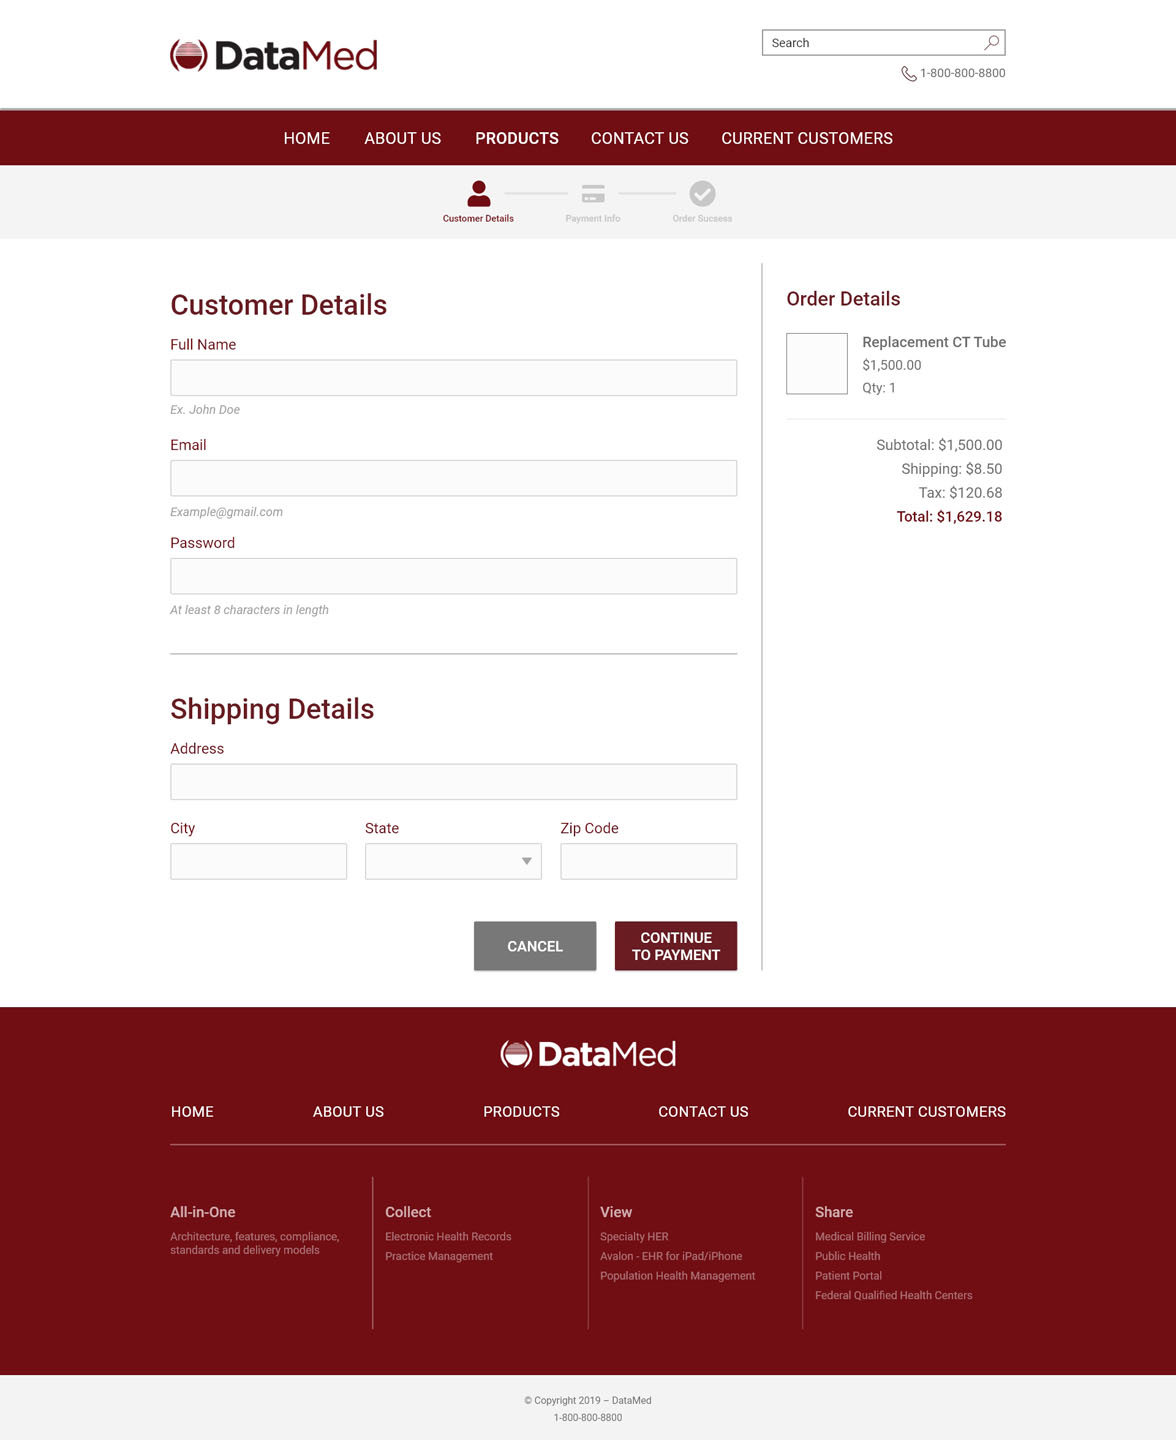 DataMed
Search
1-800-800-8800
HOME ABOUT US PRODUCTS CONTACT US CURRENT CUSTOMERS
Customer Details Payment Info Order Sucsess
Customer Details
Full Name
Ex. John Doe
Email
Example@gmail.com
Password
At least 8 characters in length
Shipping Details
Address
City State Zip Code
CANCEL
CONTINUE
TO PAYMENT
Order Details
Replacement CT Tube
$1,500.00
Qty: 1
Subtotal: $1,500.00
Shipping: $8.50
Tax: $120.68
Total: $1,629.18
DataMed
HOME ABOUT US PRODUCTS CONTACT US CURRENT CUSTOMERS
All-in-One
Architecture, features, compliance,
standards and delivery models
Collect
Electronic Health Records
Practice Management
View
Specialty HER
Avalon - EHR for iPad/iPhone
Population Health Management
Share
Medical Billing Service
Public Health
Patient Portal
Federal Qualified Health Centers
© Copyright 2019 – DataMed
1-800-800-8800